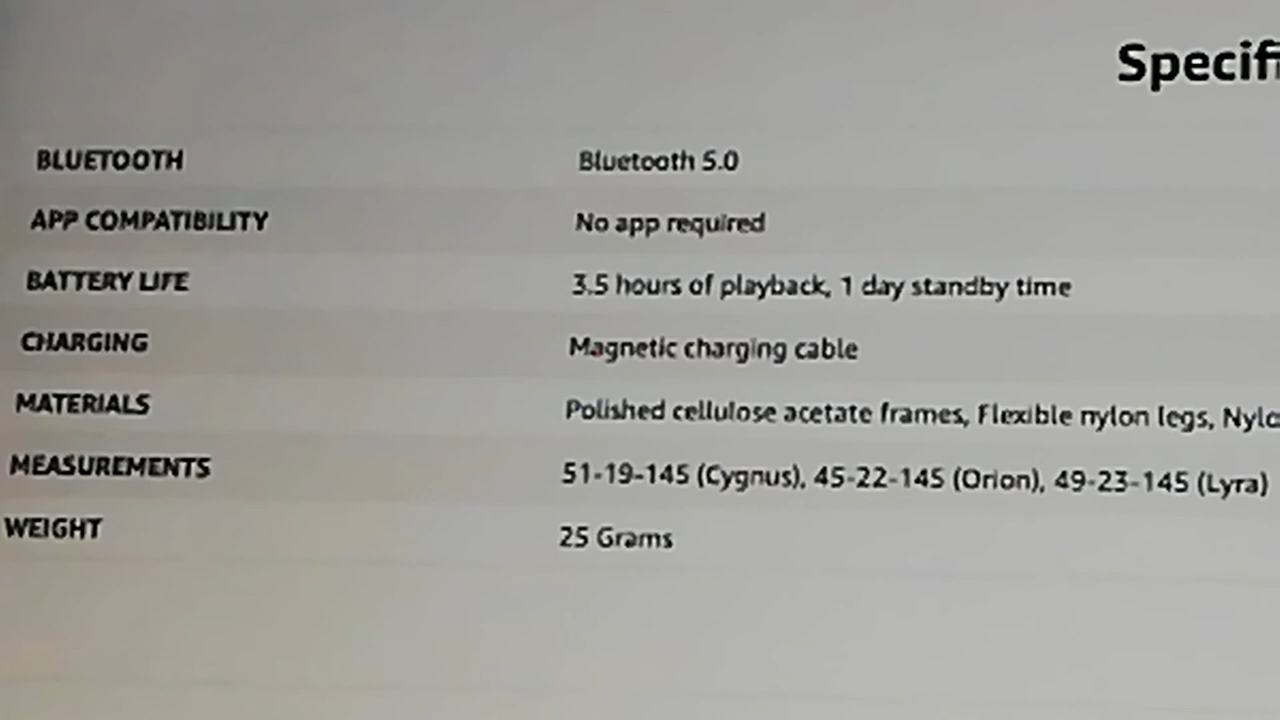 Specifi
BLUETOOTH Bluetooth 5.0
APP COMPATIBILITY No app required
BATTERY LIFE 3.5 hours of playback, 1 day standby time
CHARGING Magnetic charging cable
MATERIALS Polished cellulose acetate frames, Flexible nylon legs, Nylo
MEASUREMENTS 51-19-145 (Cygnus), 45-22-145 (Orion), 49-23-145 (Lyra)
WEIGHT 25 Grams